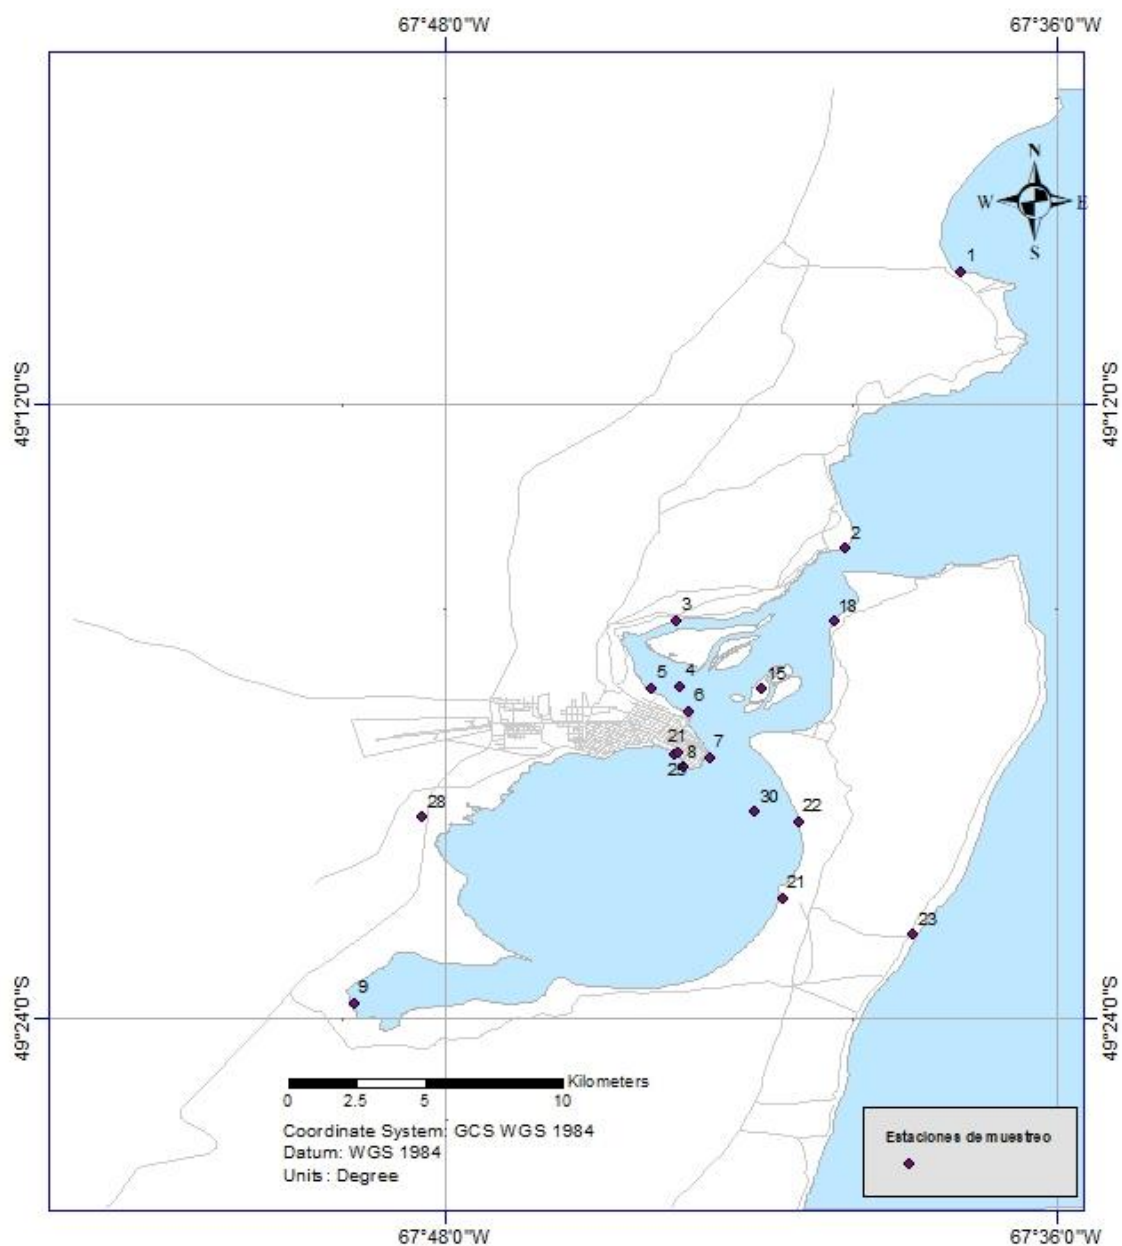 67°48'0"W
67°36'0"W
N
W
E
S
1
49°12'0"S
49°12'0"S
2
3
18
4
5
15
6
21
8
7
25
30
22
28
21
23
9
49°24'0"S
49°24'0"S
Kilometers
0 2.5 5 10
Coordinate System: GCS WGS 1984
Datum: WGS 1984
Units: Degree
Estaciones de muestreo
67°48'0"W
67°36'0"W